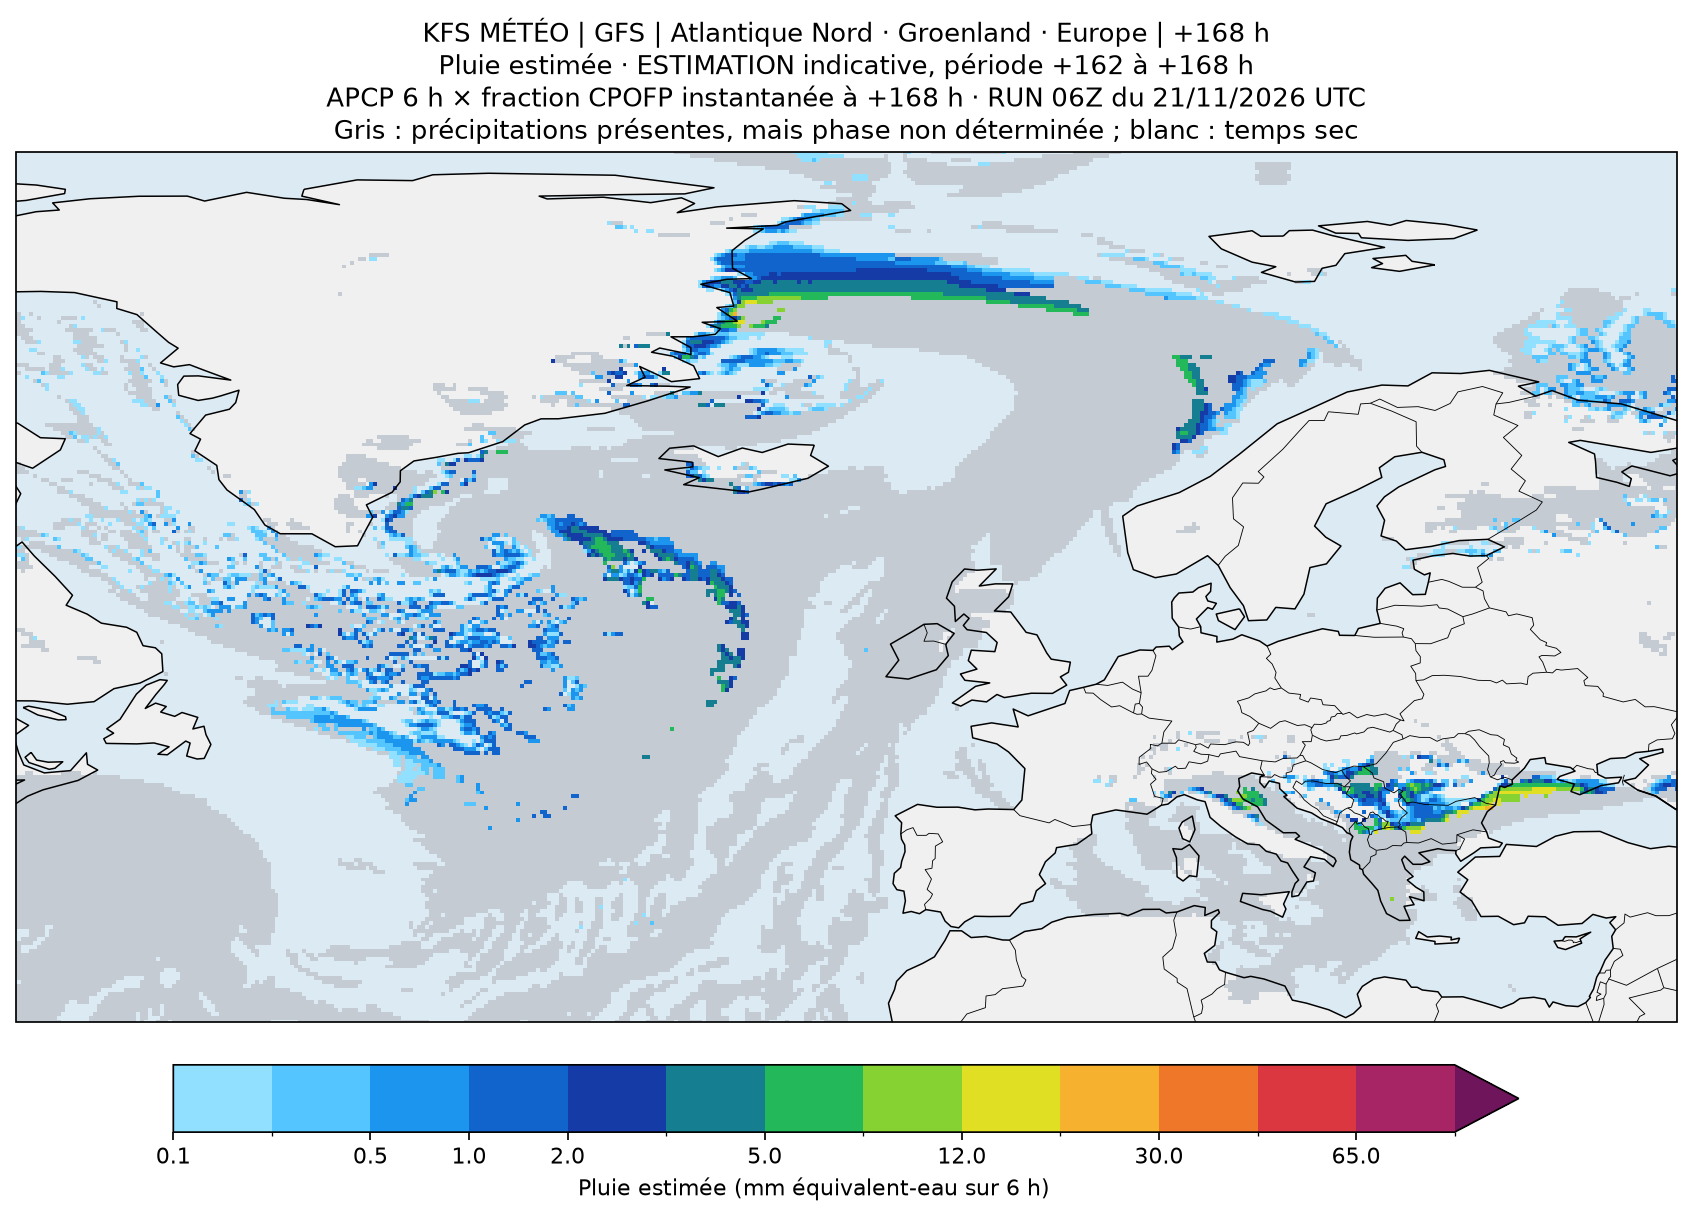 KFS MÉTÉO | GFS | Atlantique Nord · Groenland · Europe | +168 h
Pluie estimée · ESTIMATION indicative, période +162 à +168 h
APCP 6 h × fraction CPOFP instantanée à +168 h · RUN 06Z du 21/11/2026 UTC
Gris : précipitations présentes, mais phase non déterminée ; blanc : temps sec
0.1 0.5 1.0 2.0 5.0 12.0 30.0 65.0
Pluie estimée (mm équivalent-eau sur 6 h)